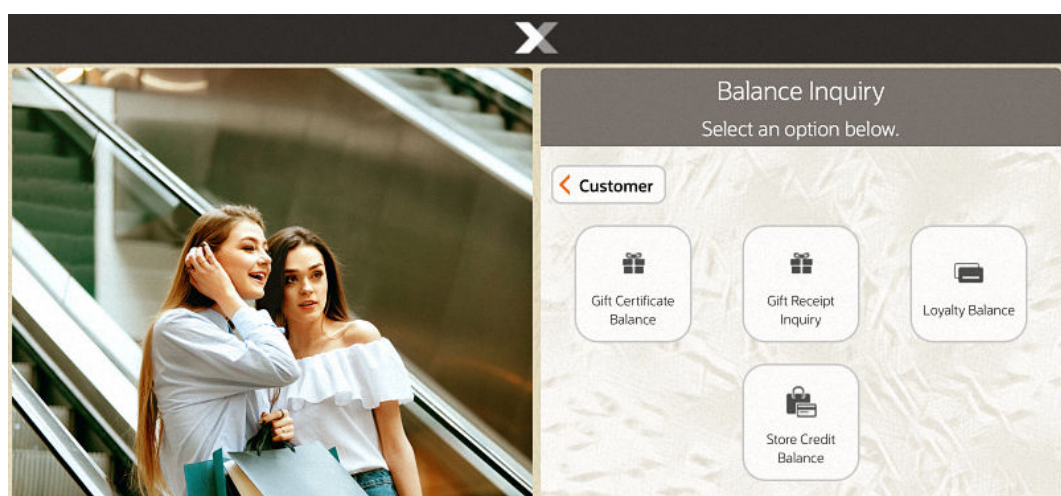 Balance Inquiry
Select an option below.
Customer
Gift Certificate
Balance
Gift Receipt
Inquiry
Loyalty Balance
Store Credit
Balance